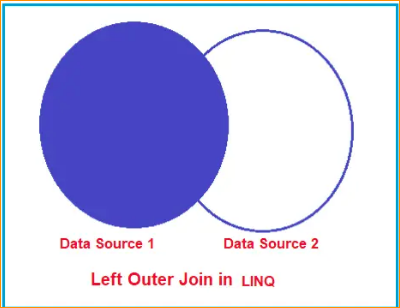 Data Source 1
Data Source 2
Left Outer Join in LINQ